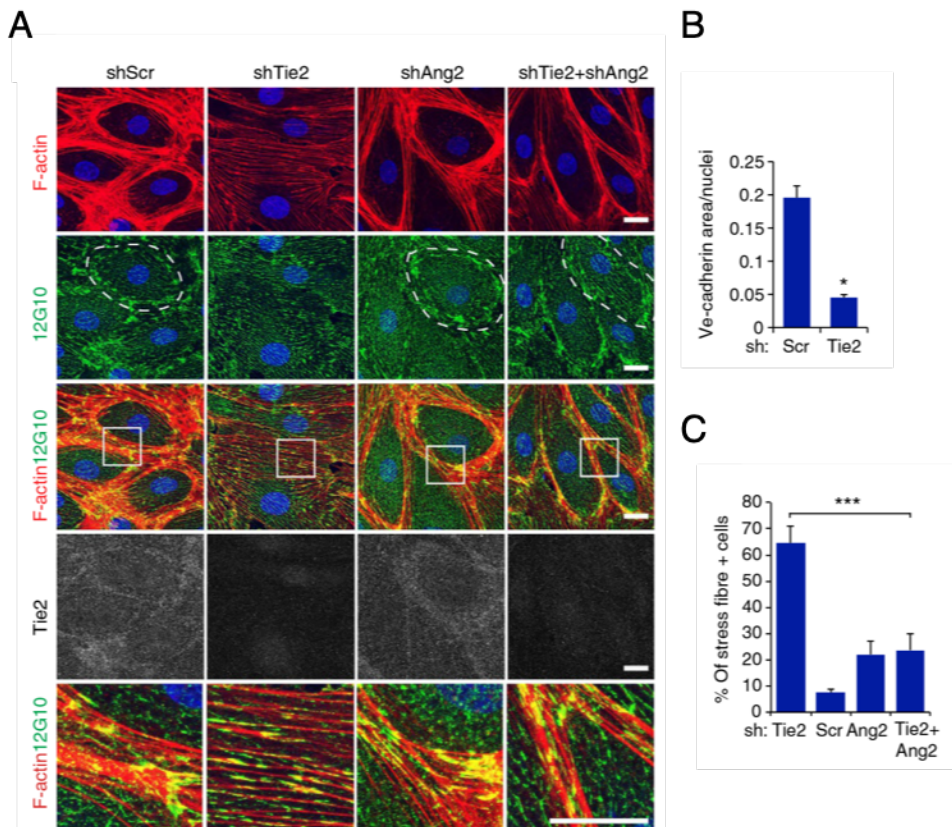 A
shScr shTie2 shAng2 shTie2+shAng2
F-actin
12G10
F-actin12G10
Tie2
F-actin12G10
B
Ve-cadherin area/nuclei
0.25
0.2
0.15
0.1
0.05
0
*
sh: Scr Tie2
C
% Of stress fibre + cells
80
70
60
50
40
30
20
10
0
***
sh: Tie2 Scr Ang2 Tie2+
Ang2